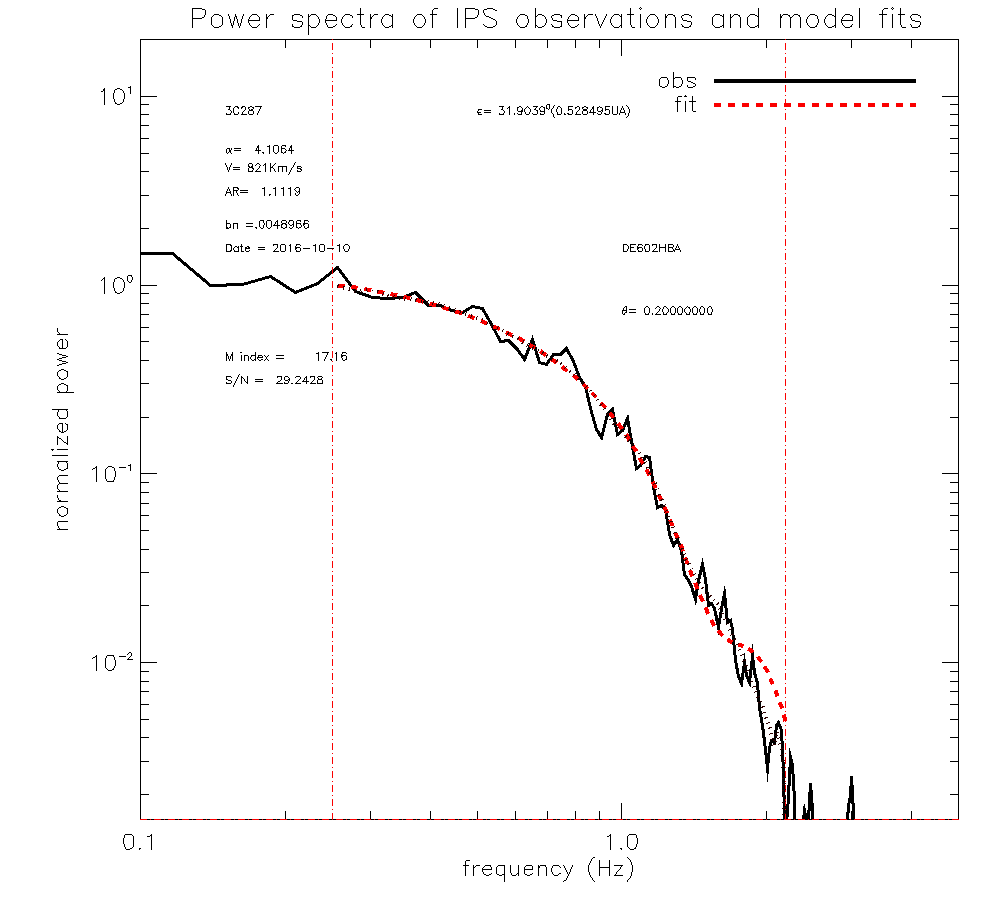 Power spectra of IPS observations and model fits
obs
fit
3C287
ϵ= 31.9039⁰(0.528495UA)
α= 4.1064
V= 821Km/s
AR= 1.1119
bn =.0048966
Date = 2016-10-10
DE602HBA
θ= 0.20000000
M index = 17.16
S/N = 29.2428
10¹
10⁰
10⁻¹
10⁻²
normalized power
0.1
1.0
frequency (Hz)